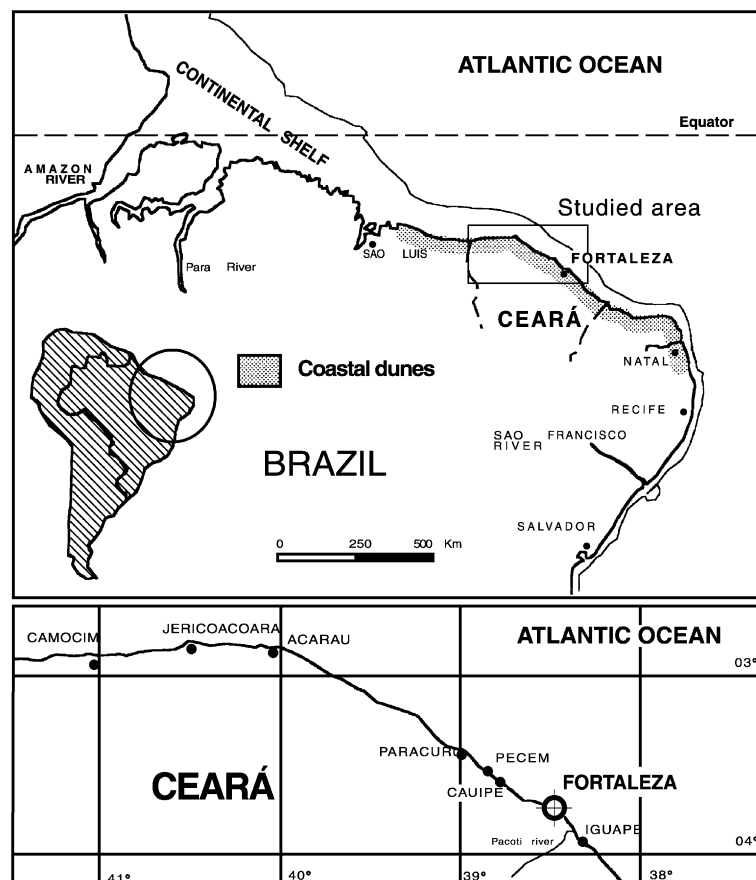 ATLANTIC OCEAN
CONTINENTAL SHELF
Equator
AMAZON
RIVER
Studied area
SAO LUIS
FORTALEZA
Para River
CEARÁ
NATAL
Coastal dunes
RECIFE
SAO FRANCISCO
RIVER
BRAZIL
SALVADOR
0 250 500 Km
CAMOCIM
JERICOACOARA
ACARAU
ATLANTIC OCEAN
03°
PARACURO
PECEM
CEARÁ
CAUIPE
FORTALEZA
IGUAPE
Pacoti river
04°
41° 40° 39° 38°